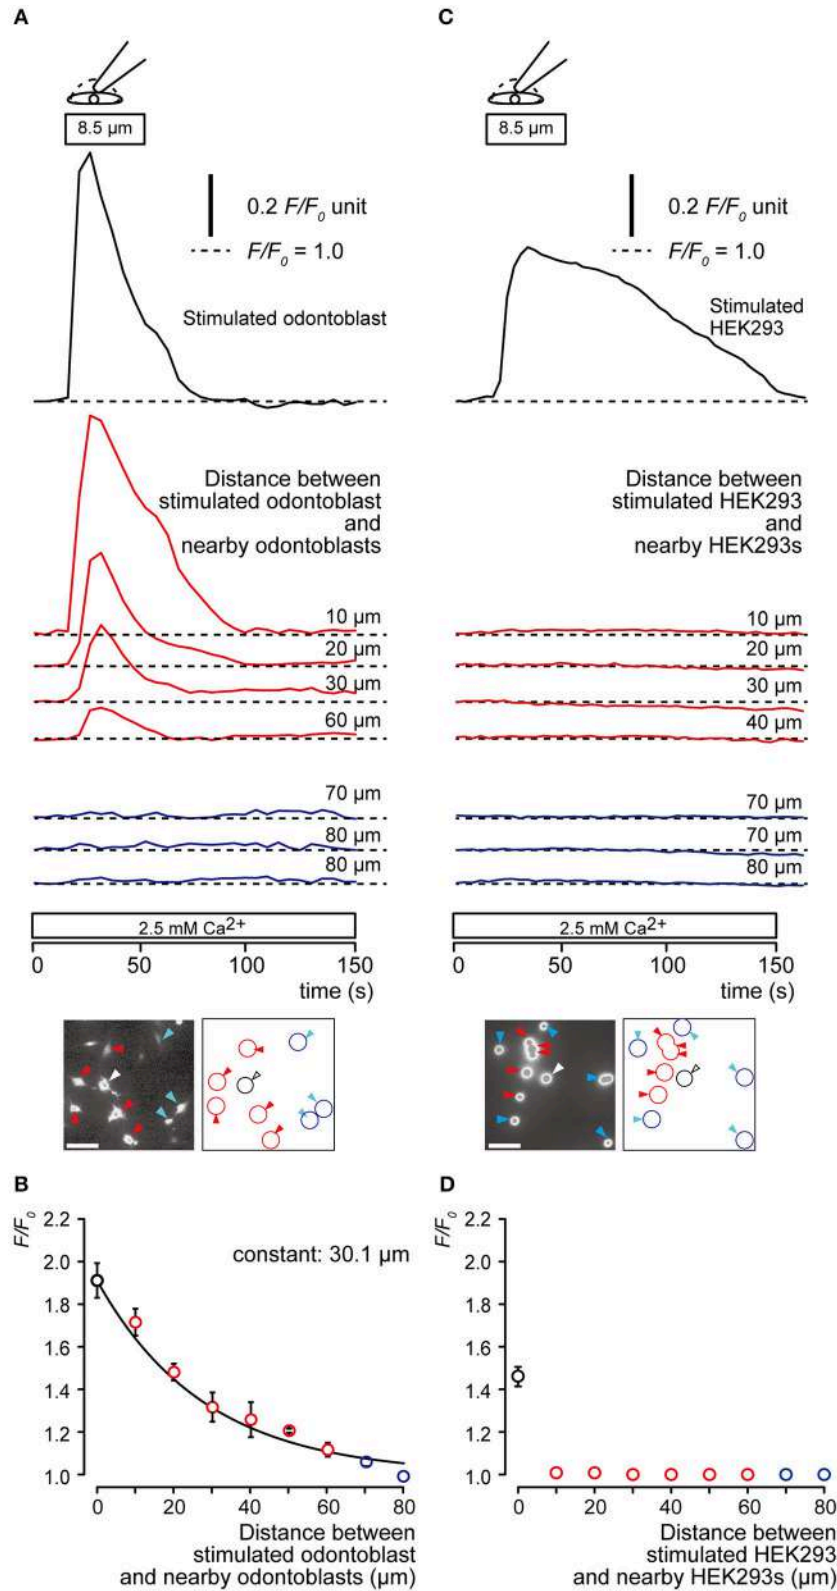 A
8.5 µm
0.2 F/F₀ unit
F/F₀ = 1.0
Stimulated odontoblast
Distance between
stimulated odontoblast
and
nearby odontoblasts
10 µm
20 µm
30 µm
60 µm
70 µm
80 µm
80 µm
2.5 mM Ca²⁺
0 50 100 150
time (s)
B
F/F₀
2.2
2.0
1.8
1.6
1.4
1.2
1.0
constant: 30.1 µm
0 20 40 60 80
Distance between
stimulated odontoblast
and nearby odontoblasts (µm)
C
8.5 µm
0.2 F/F₀ unit
F/F₀ = 1.0
Stimulated
HEK293
Distance between
stimulated HEK293
and
nearby HEK293s
10 µm
20 µm
30 µm
40 µm
70 µm
70 µm
80 µm
2.5 mM Ca²⁺
0 50 100 150
time (s)
D
F/F₀
2.2
2.0
1.8
1.6
1.4
1.2
1.0
0 20 40 60 80
Distance between
stimulated HEK293
and nearby HEK293s (µm)